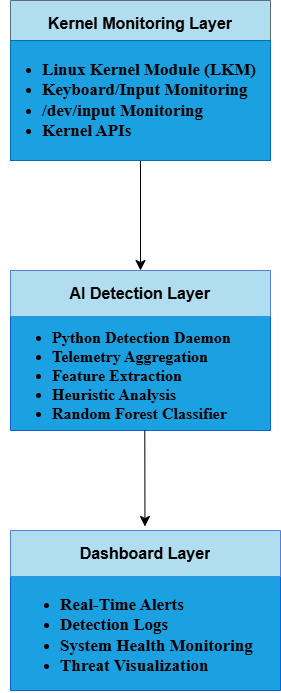 Kernel Monitoring Layer
• Linux Kernel Module (LKM)
• Keyboard/Input Monitoring
• /dev/input Monitoring
• Kernel APIs
AI Detection Layer
• Python Detection Daemon
• Telemetry Aggregation
• Feature Extraction
• Heuristic Analysis
• Random Forest Classifier
Dashboard Layer
• Real-Time Alerts
• Detection Logs
• System Health Monitoring
• Threat Visualization